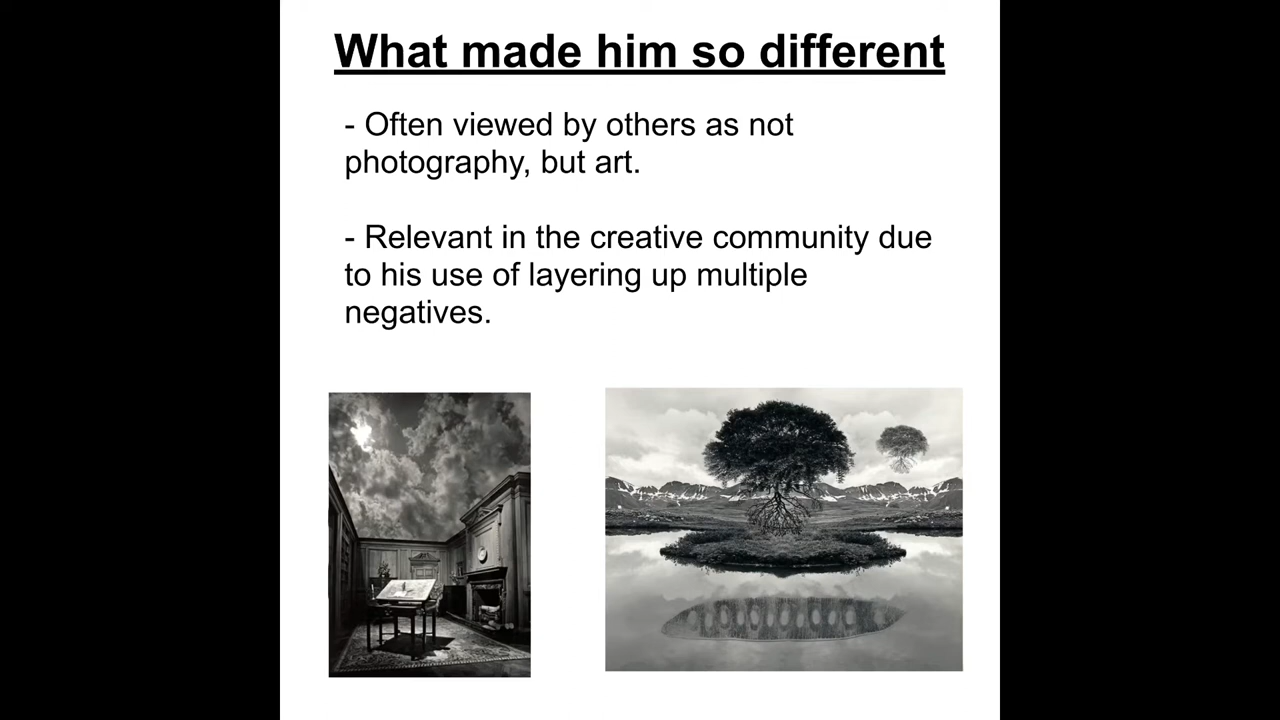 What made him so different
- Often viewed by others as not
photography, but art.
- Relevant in the creative community due
to his use of layering up multiple
negatives.